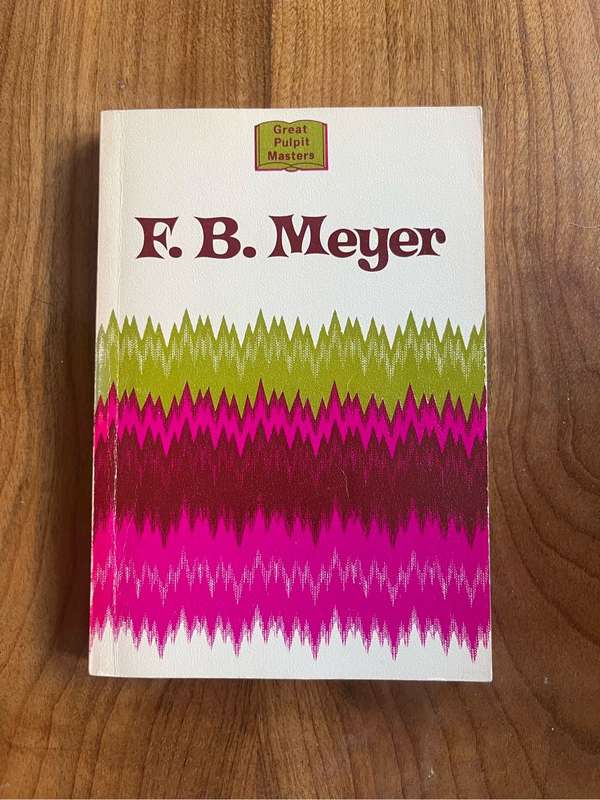 Great
Pulpit
Masters
F. B. Meyer